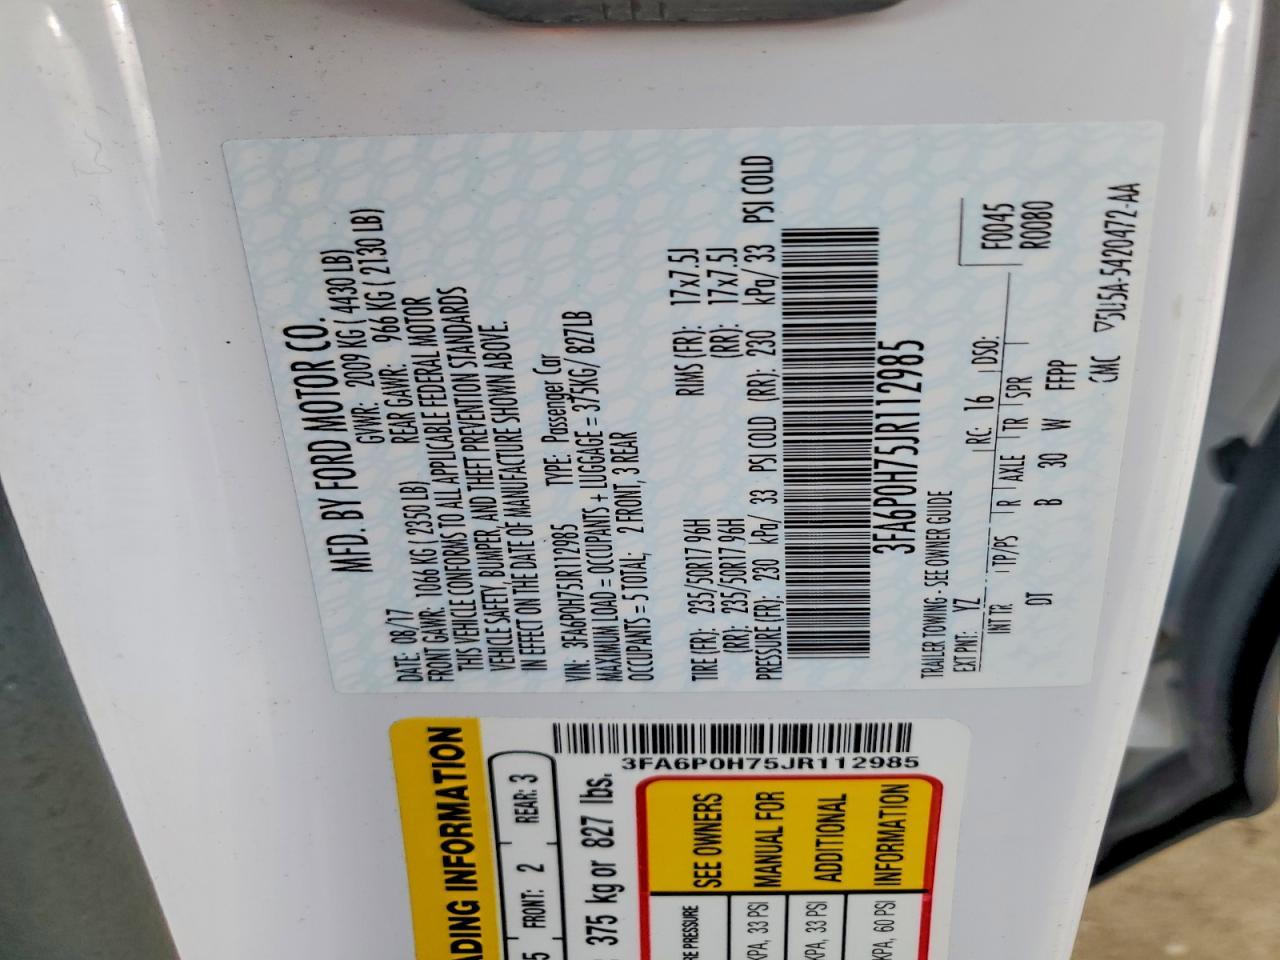 MFD. BY FORD MOTOR CO.
DATE: 08/17 GVWR: 2009 KG ( 4430 LB)
FRONT GAWR: 1066 KG ( 2350 LB) REAR GAWR: 966 KG ( 2130 LB)
THIS VEHICLE CONFORMS TO ALL APPLICABLE FEDERAL MOTOR
VEHICLE SAFETY, BUMPER, AND THEFT PREVENTION STANDARDS
IN EFFECT ON THE DATE OF MANUFACTURE SHOWN ABOVE.
VIN: 3FA6P0H75JR112985 TYPE: Passenger Car
MAXIMUM LOAD = OCCUPANTS + LUGGAGE = 375KG/ 827LB
OCCUPANTS = 5 TOTAL, 2 FRONT, 3 REAR
TIRE (FR): 235/50R17 96H RIMS (FR): 17x7.5J
(RR): 235/50R17 96H (RR): 17x7.5J
PRESSURE (FR): 230 kPa/ 33 PSI COLD (RR): 230 kPa/ 33 PSI COLD
3FA6P0H75JR112985
TRAILER TOWING - SEE OWNER GUIDE
EXT PNT: YZ RC: 16 DSO: F0045
R0080
INT TR TP/PS R AXLE TR SPR
DT B 30 W FFPP
CMC ▽5U5A-5420472-AA
ADING INFORMATION
5 FRONT: 2 REAR: 3
375 kg or 827 lbs.
3FA6P0H75JR112985
RE PRESSURE
KPA, 33 PSI
KPA, 33 PSI
KPA, 60 PSI
SEE OWNERS
MANUAL FOR
ADDITIONAL
INFORMATION